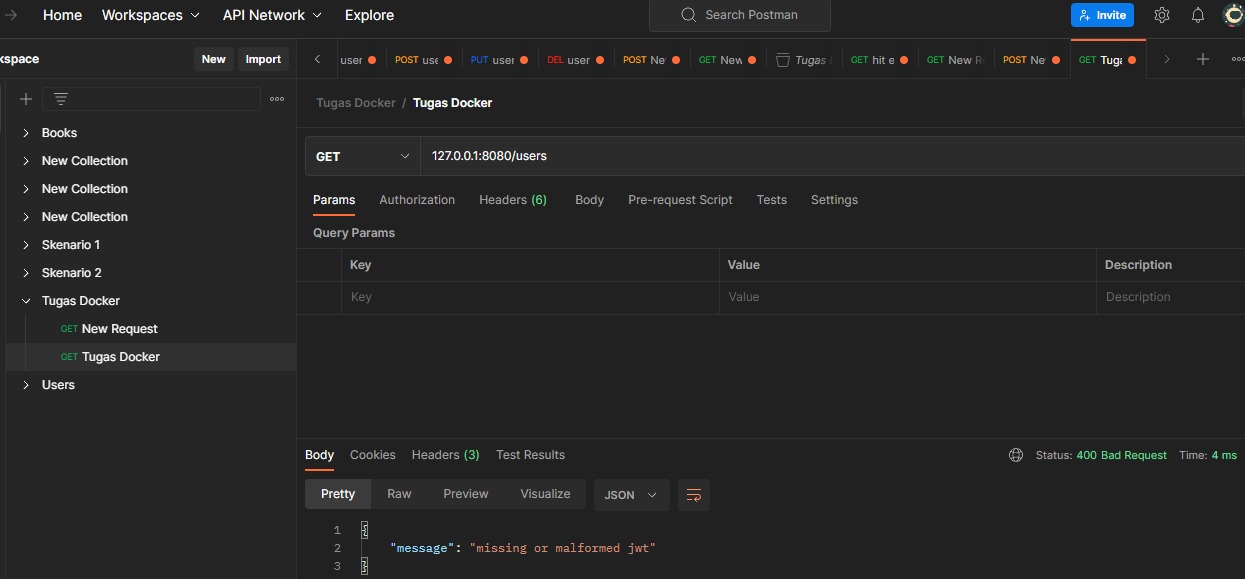 Home Workspaces API Network Explore Search Postman Invite
kspace New Import user POST use PUT user DEL user POST Ne GET New Tugas GET hit e GET New R POST Ne GET Tuga
Tugas Docker / Tugas Docker
Books
New Collection
New Collection
New Collection
Skenario 1
Skenario 2
Tugas Docker
GET New Request
GET Tugas Docker
Users
GET 127.0.0.1:8080/users
Params Authorization Headers (6) Body Pre-request Script Tests Settings
Query Params
Key Value Description
Key Value Description
Body Cookies Headers (3) Test Results Status: 400 Bad Request Time: 4 ms
Pretty Raw Preview Visualize JSON
1 {
2 "message": "missing or malformed jwt"
3 }